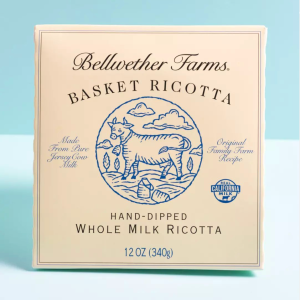 Bellwether Farms
BASKET RICOTTA
Made
From Pure
Jersey Cow
Milk
Original
Family Farm
Recipe
REAL
CALIFORNIA
MILK
HAND-DIPPED
WHOLE MILK RICOTTA
12 OZ (340g)